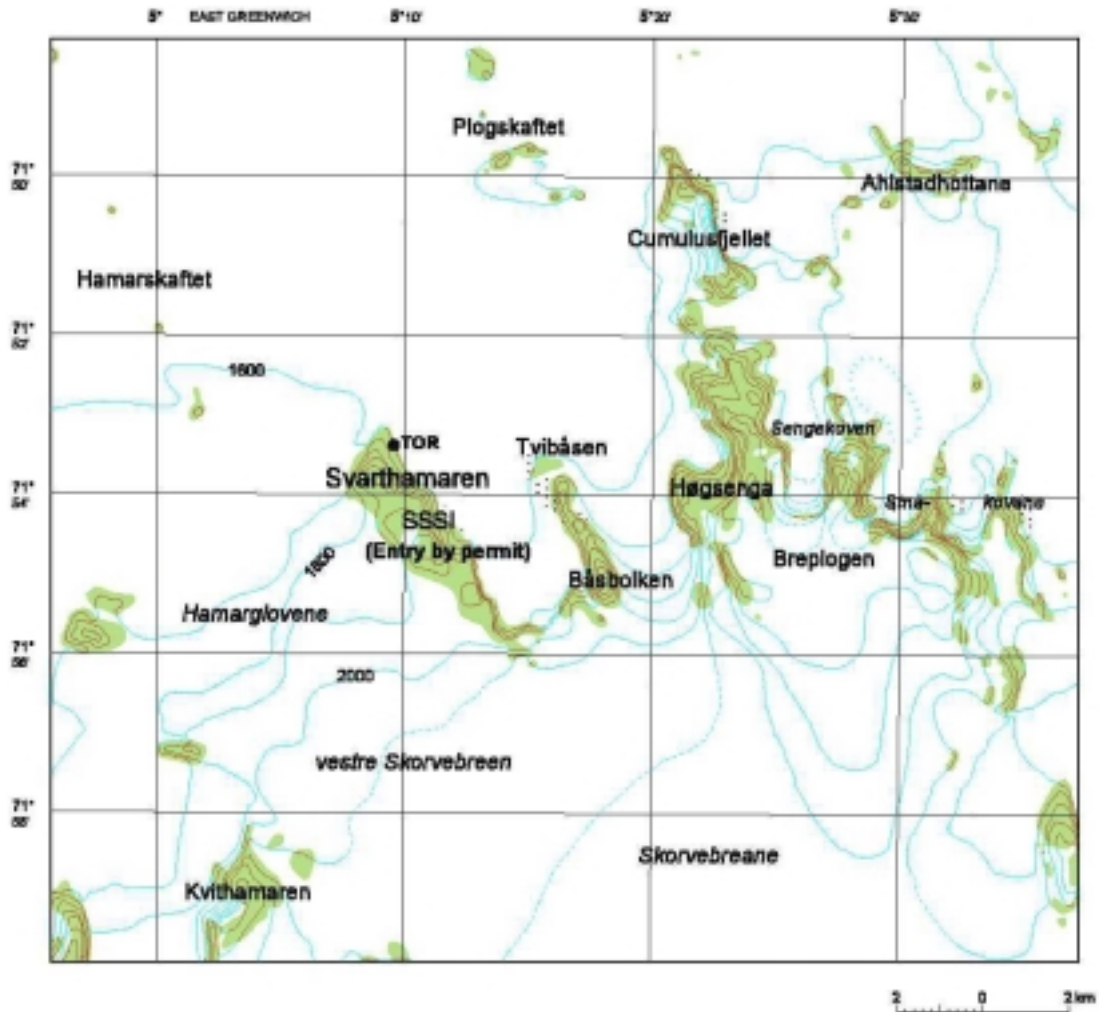 5° EAST GREENWICH 5°10' 5°20' 5°30'
Plogskaftet
71°
50'
Ahlstadhottane
Cumulusfjellet
Hamarskaftet
71°
52'
1600
Sengekoven
TOR
Tvibåsen
Svarthamaren
Høgsenga
71°
54'
Små- kovene
SSSI
(Entry by permit)
Breplogen
1800
Båsbolken
Hamarglovene
71°
56'
2000
vestre Skorvebreen
71°
58'
Skorvebreane
Kvithamaren
2 0 2 km